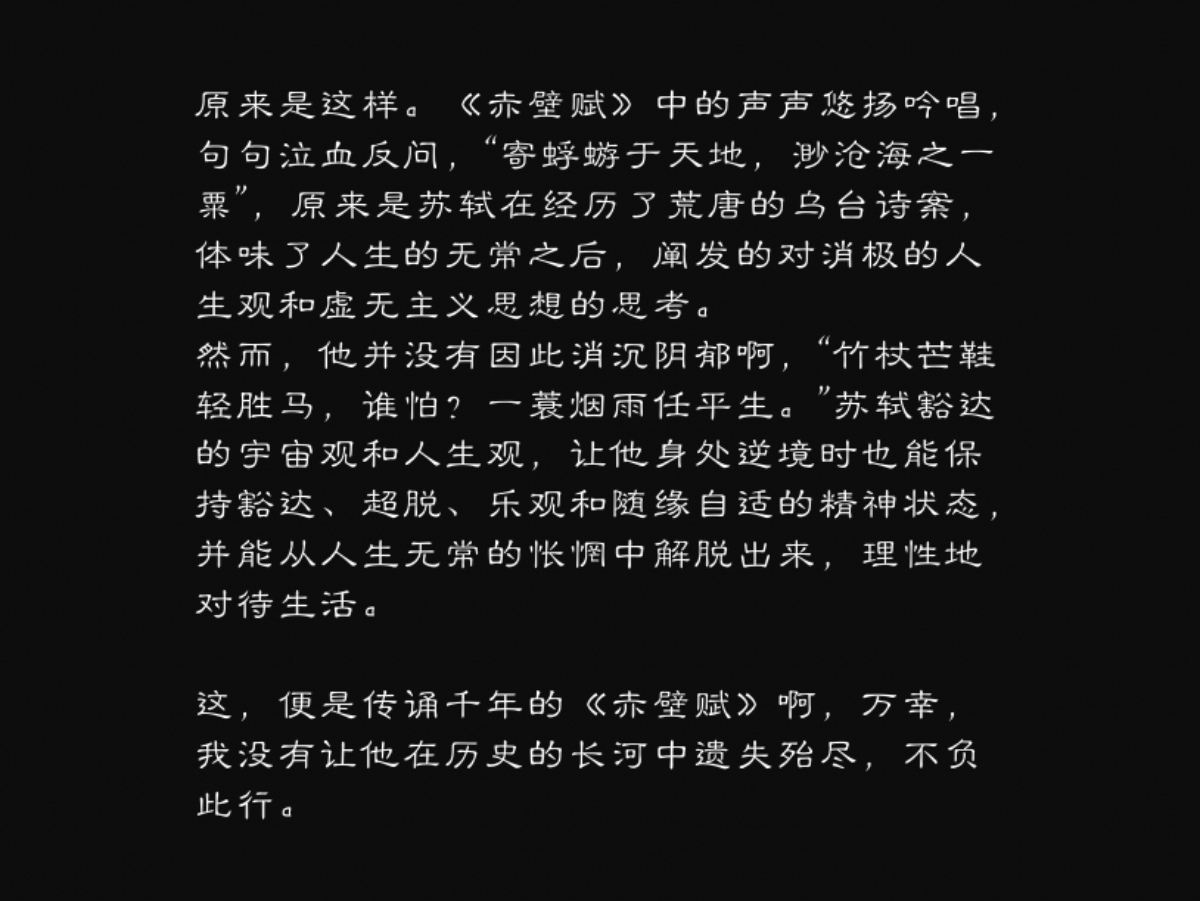 原来是这样。《赤壁赋》中的声声悠扬吟唱，
句句泣血反问，“寄蜉蝣于天地，渺沧海之一
粟”，原来是苏轼在经历了荒唐的乌台诗案，
体味了人生的无常之后，阐发的对消极的人
生观和虚无主义思想的思考。
然而，他并没有因此消沉阴郁啊，“竹杖芒鞋
轻胜马，谁怕？一蓑烟雨任平生。”苏轼豁达
的宇宙观和人生观，让他身处逆境时也能保
持豁达、超脱、乐观和随缘自适的精神状态，
并能从人生无常的怅惘中解脱出来，理性地
对待生活。
这，便是传诵千年的《赤壁赋》啊，万幸，
我没有让他在历史的长河中遗失殆尽，不负
此行。